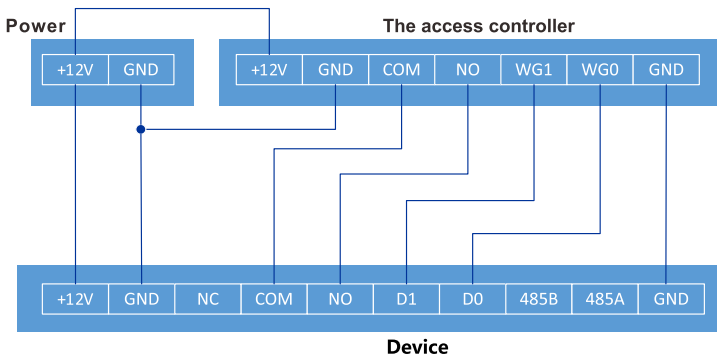 Power The access controller
+12V GND +12V GND COM NO WG1 WG0 GND
+12V GND NC COM NO D1 D0 485B 485A GND
Device